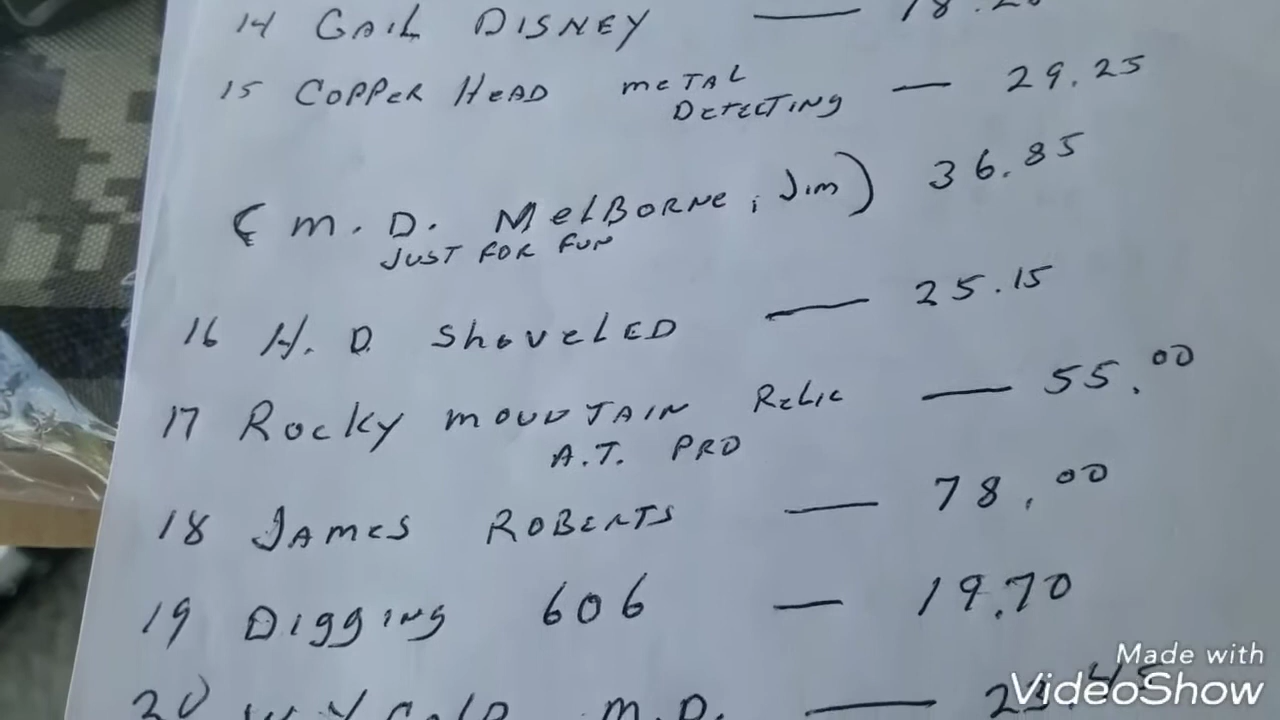 14 GAIL DISNEY —
15 COPPER HEAD METAL DETECTING — 29.25
(M.D. MELBORNE, JIM) 36.85
JUST FOR FUN
16 H.D. ShovelED — 25.15
17 ROCKY MOUNTAIN RELIC — 55.00
A.T. PRO
18 JAMES ROBERTS — 78.00
19 DIGGING 606 — 19.70
20 M.D. —
Made with
VideoShow